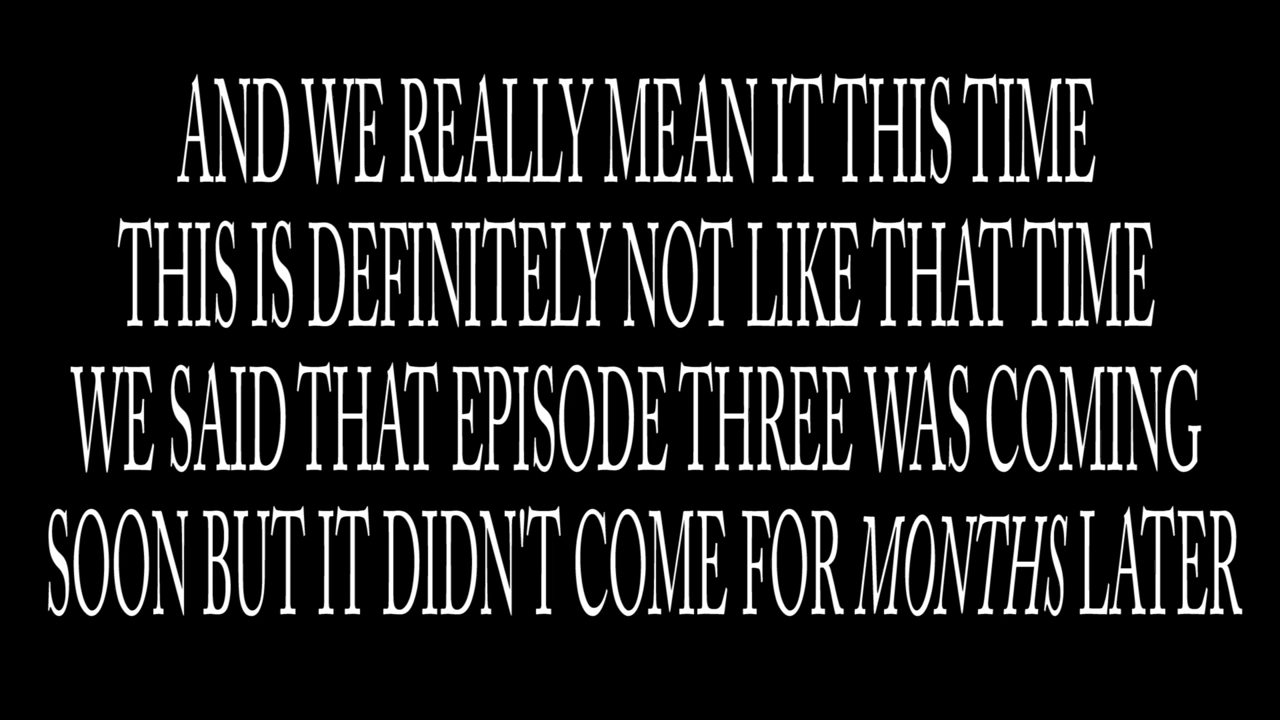 AND WE REALLY MEAN IT THIS TIME
THIS IS DEFINITELY NOT LIKE THAT TIME
WE SAID THAT EPISODE THREE WAS COMING
SOON BUT IT DIDN'T COME FOR MONTHS LATER